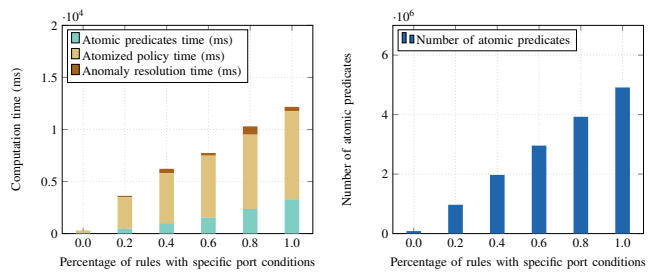 ·10^4
2
1.5
1
0.5
0
Computation time (ms)
Atomic predicates time (ms)
Atomized policy time (ms)
Anomaly resolution time (ms)
0.0 0.2 0.4 0.6 0.8 1.0
Percentage of rules with specific port conditions
·10^6
6
4
2
0
Number of atomic predicates
Number of atomic predicates
0.0 0.2 0.4 0.6 0.8 1.0
Percentage of rules with specific port conditions